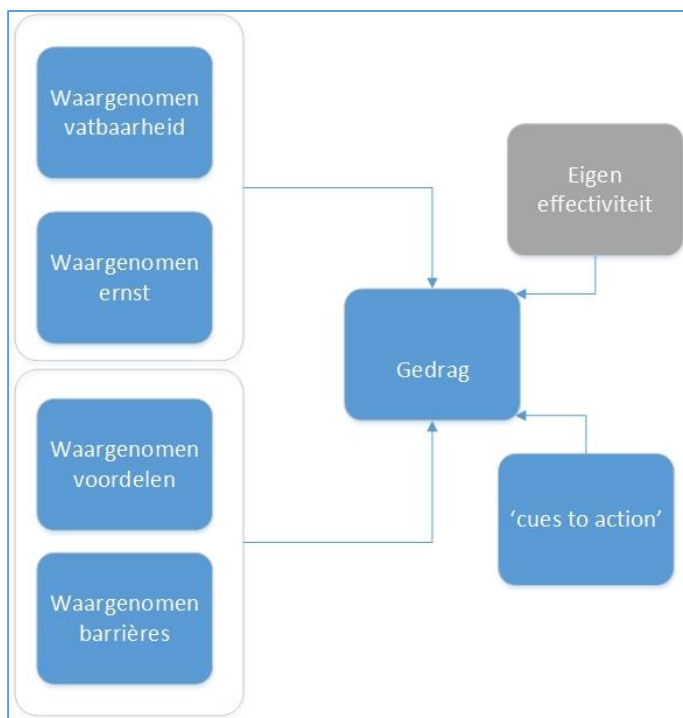 Waargenomen
vatbaarheid
Waargenomen
ernst
Waargenomen
voordelen
Waargenomen
barrières
Gedrag
Eigen
effectiviteit
‘cues to action’